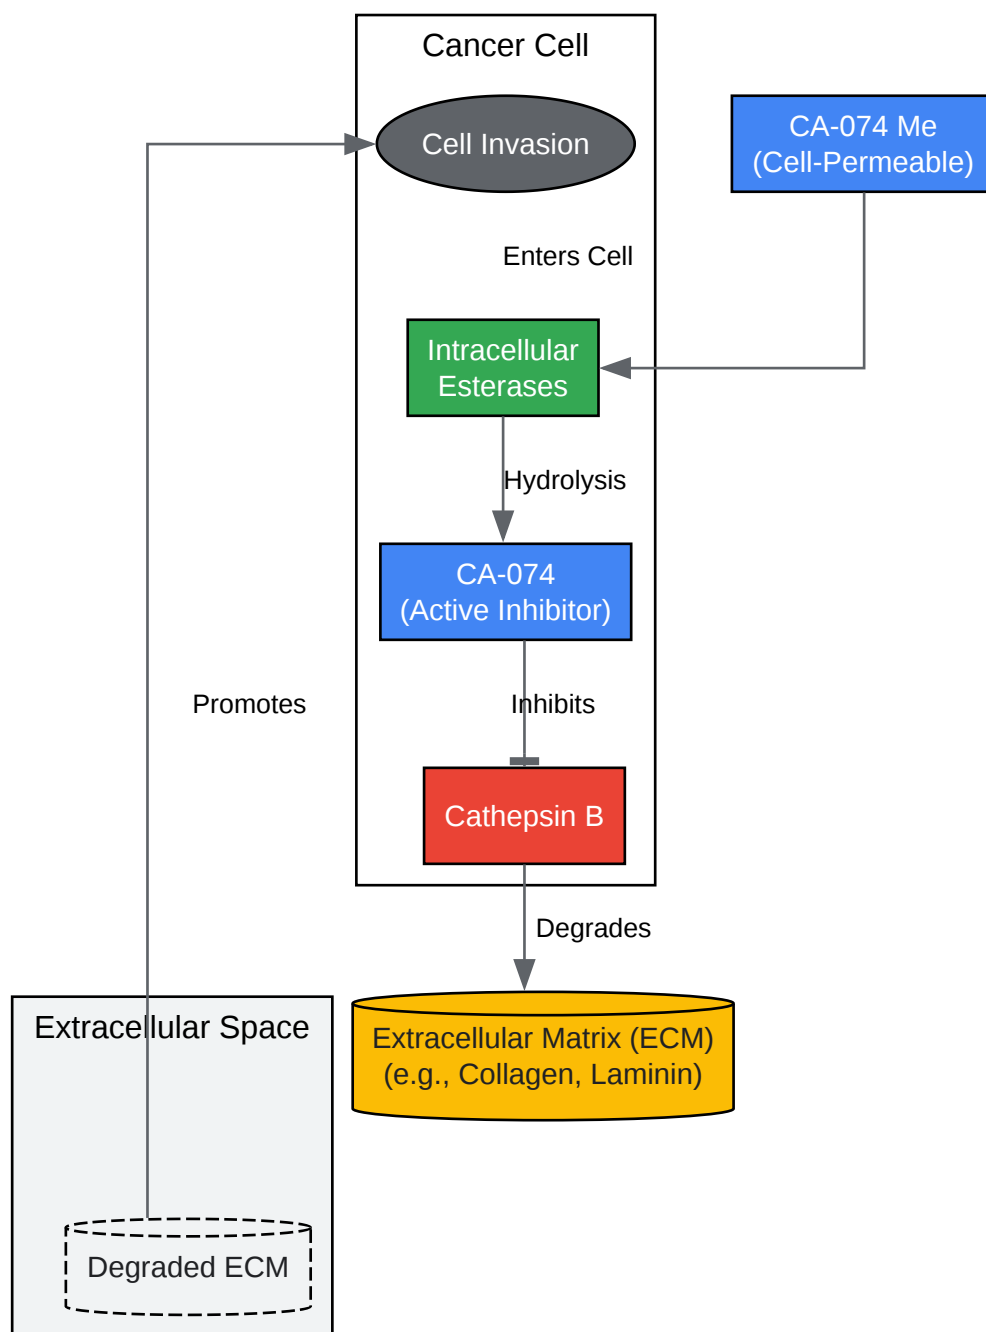 Cancer Cell
Cell Invasion
CA-074 Me
(Cell-Permeable)
Enters Cell
Intracellular
Esterases
Hydrolysis
CA-074
(Active Inhibitor)
Promotes
Inhibits
Cathepsin B
Degrades
Extracellular Space
Extracellular Matrix (ECM)
(e.g., Collagen, Laminin)
Degraded ECM